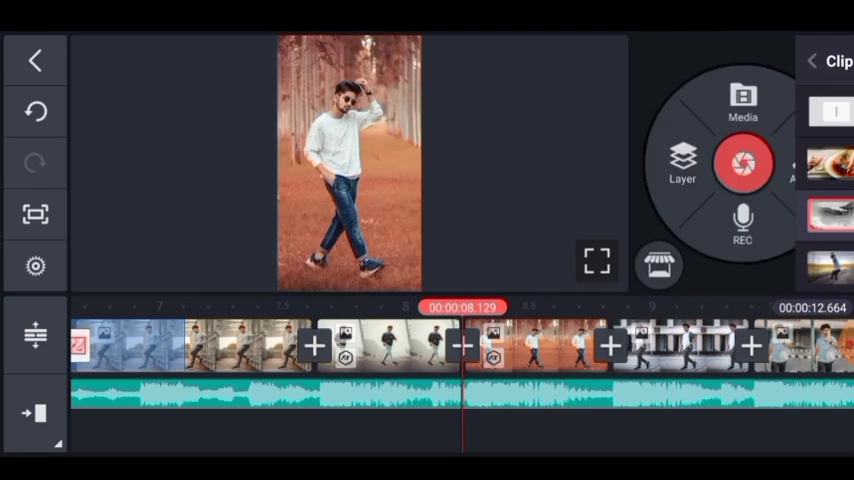 Clip
Media
Layer
A
REC
7
7.5
8
00:00:08.129
8.5
9
00:00:12.664